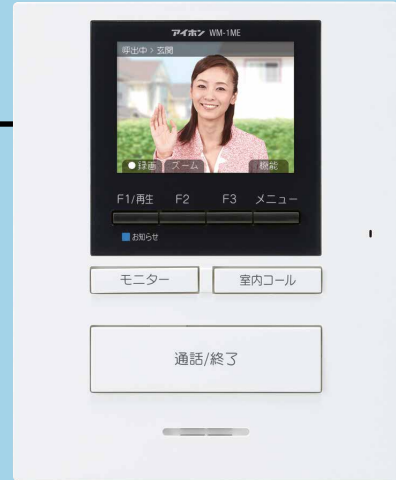 アイホン WM-1ME
呼出中 > 玄関
●録画 ズーム 機能
F1/再生 F2 F3 メニュー
お知らせ
モニター 室内コール
通話/終了